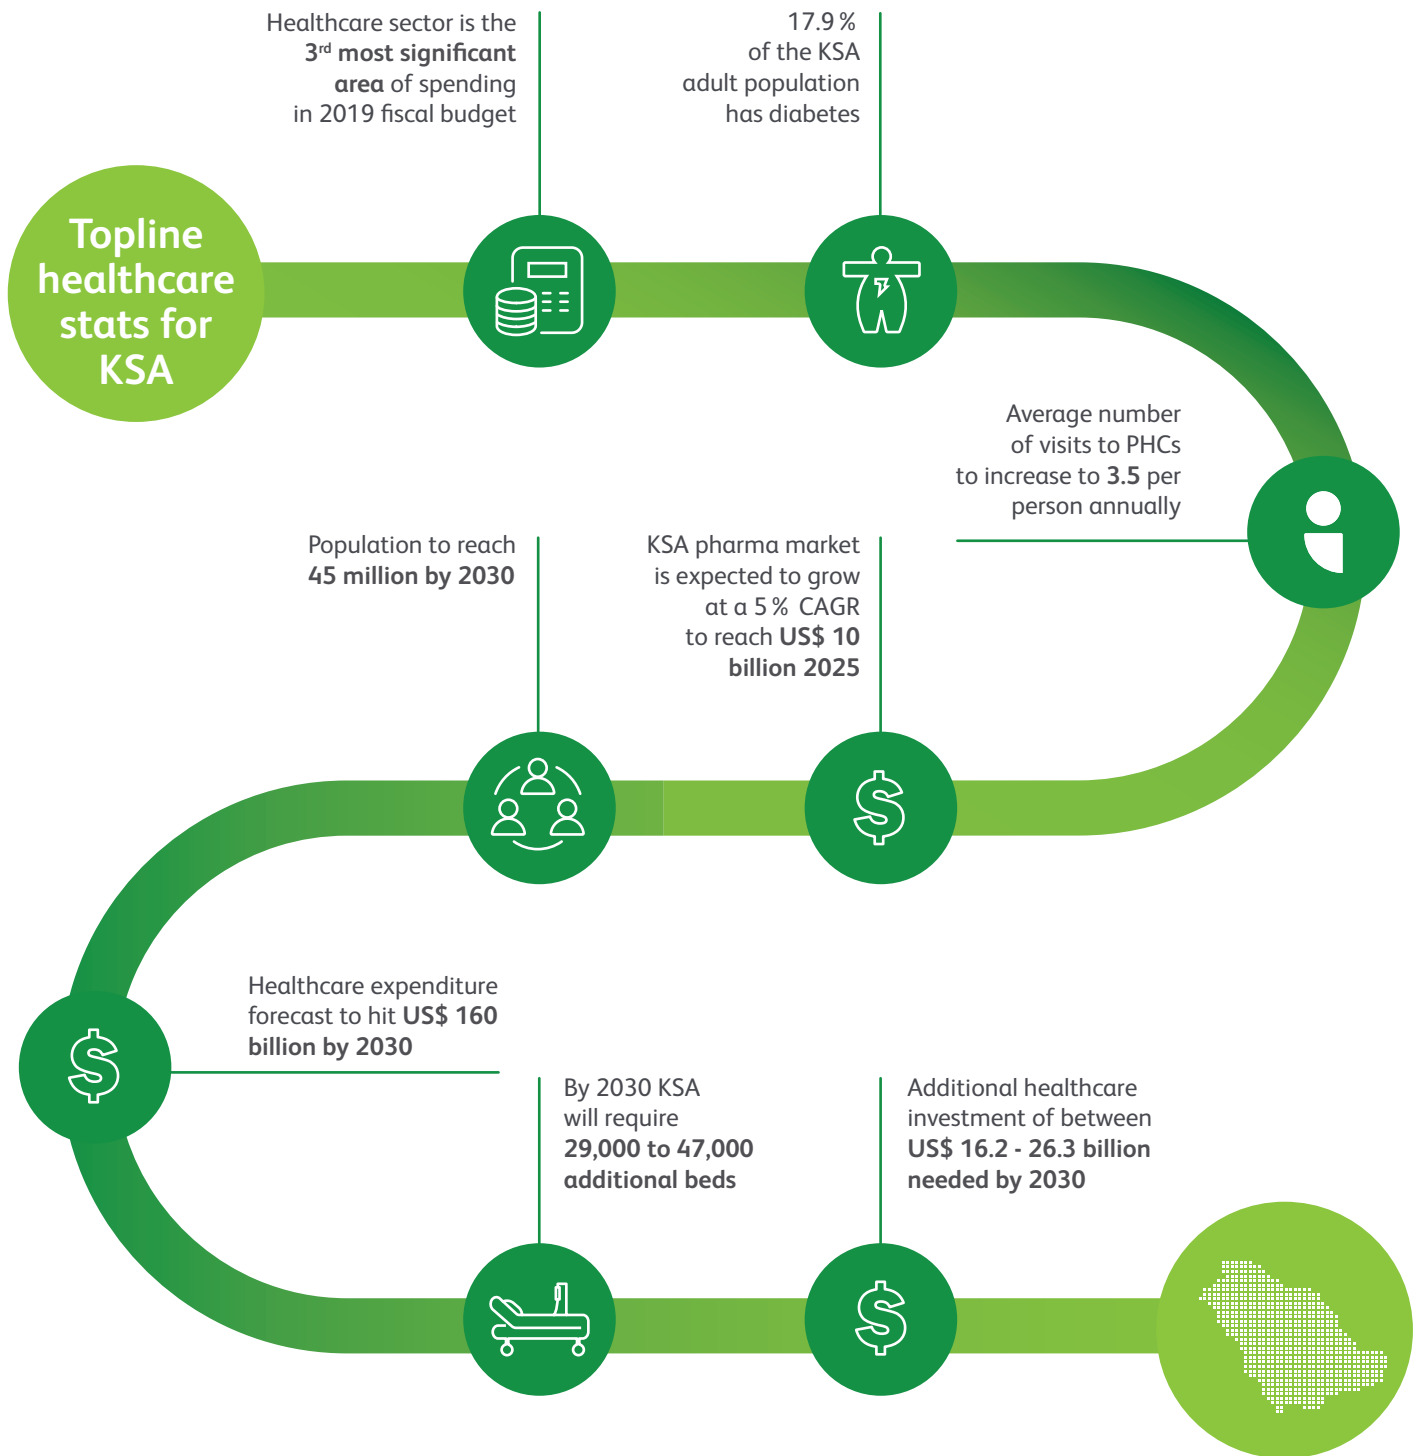 Topline
healthcare
stats for
KSA
Healthcare sector is the
3rd most significant
area of spending
in 2019 fiscal budget
17.9 %
of the KSA
adult population
has diabetes
Average number
of visits to PHCs
to increase to 3.5 per
person annually
KSA pharma market
is expected to grow
at a 5 % CAGR
to reach US$ 10
billion 2025
Population to reach
45 million by 2030
Healthcare expenditure
forecast to hit US$ 160
billion by 2030
By 2030 KSA
will require
29,000 to 47,000
additional beds
Additional healthcare
investment of between
US$ 16.2 - 26.3 billion
needed by 2030